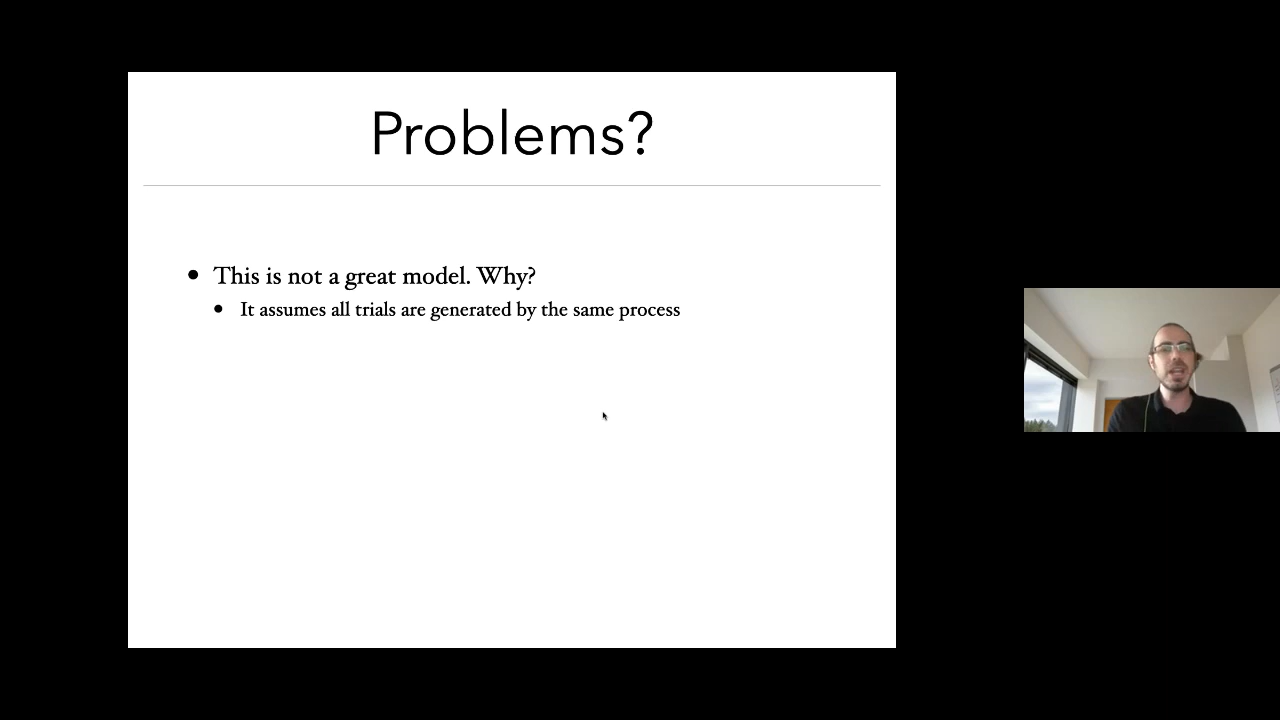 Problems?
This is not a great model. Why?
It assumes all trials are generated by the same process